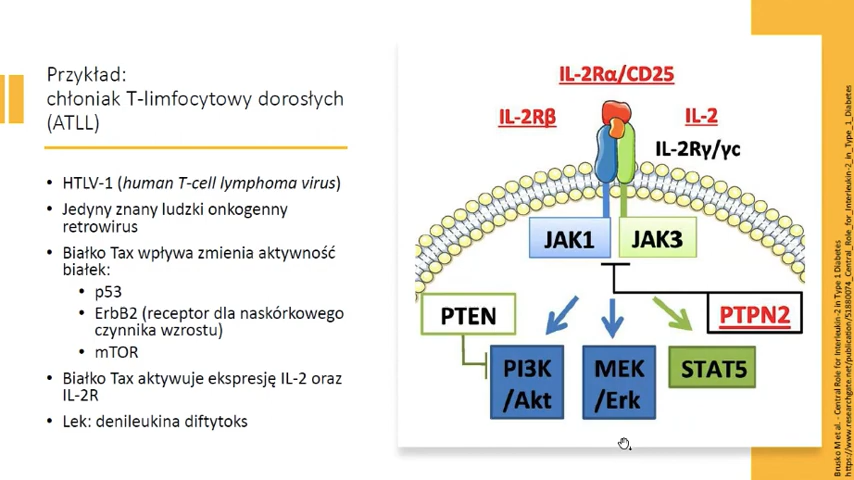 Przykład:
chłoniak T-limfocytowy dorosłych
(ATLL)
• HTLV-1 (human T-cell lymphoma virus)
• Jedyny znany ludzki onkogenny
retrowirus
• Białko Tax wpływa zmienia aktywność
białek:
• p53
• ErbB2 (receptor dla naskórkowego
czynnika wzrostu)
• mTOR
• Białko Tax aktywuje ekspresję IL-2 oraz
IL-2R
• Lek: denileukina diftytoks
IL-2Rα/CD25
IL-2Rβ
IL-2
IL-2Rγ/γc
JAK1
JAK3
PTEN
PTPN2
PI3K
/Akt
MEK
/Erk
STAT5
Brusko M et al. - Central Role for Interleukin-2 in Type 1 Diabetes
https://www.researchgate.net/publication/51880074_Central_Role_for_Interleukin-2_in_Type_1_Diabetes